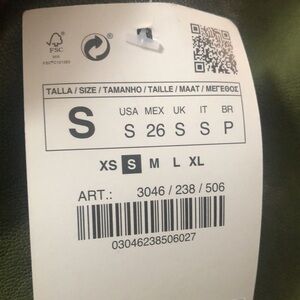 FSC
TALLA / SIZE / TAMANHO / TAILLE / MAAT / ΜΕΓΕΘΟΣ
S
USA MEX UK IT BR
S 26 S S P
XS S M L XL
ART.: 3046 / 238 / 506
03046238506027